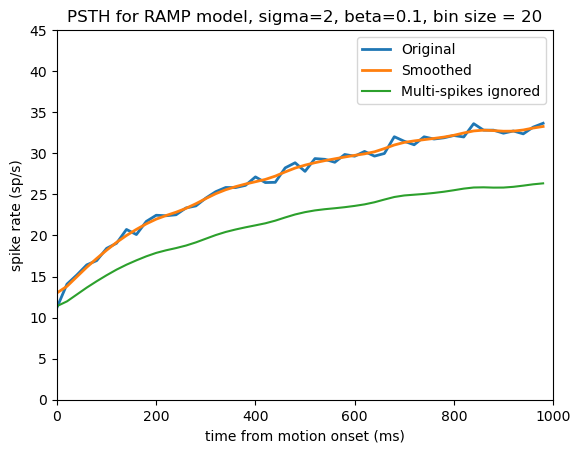 PSTH for RAMP model, sigma=2, beta=0.1, bin size = 20
45
40
35
30
25
20
15
10
5
0
spike rate (sp/s)
Original
Smoothed
Multi-spikes ignored
0 200 400 600 800 1000
time from motion onset (ms)